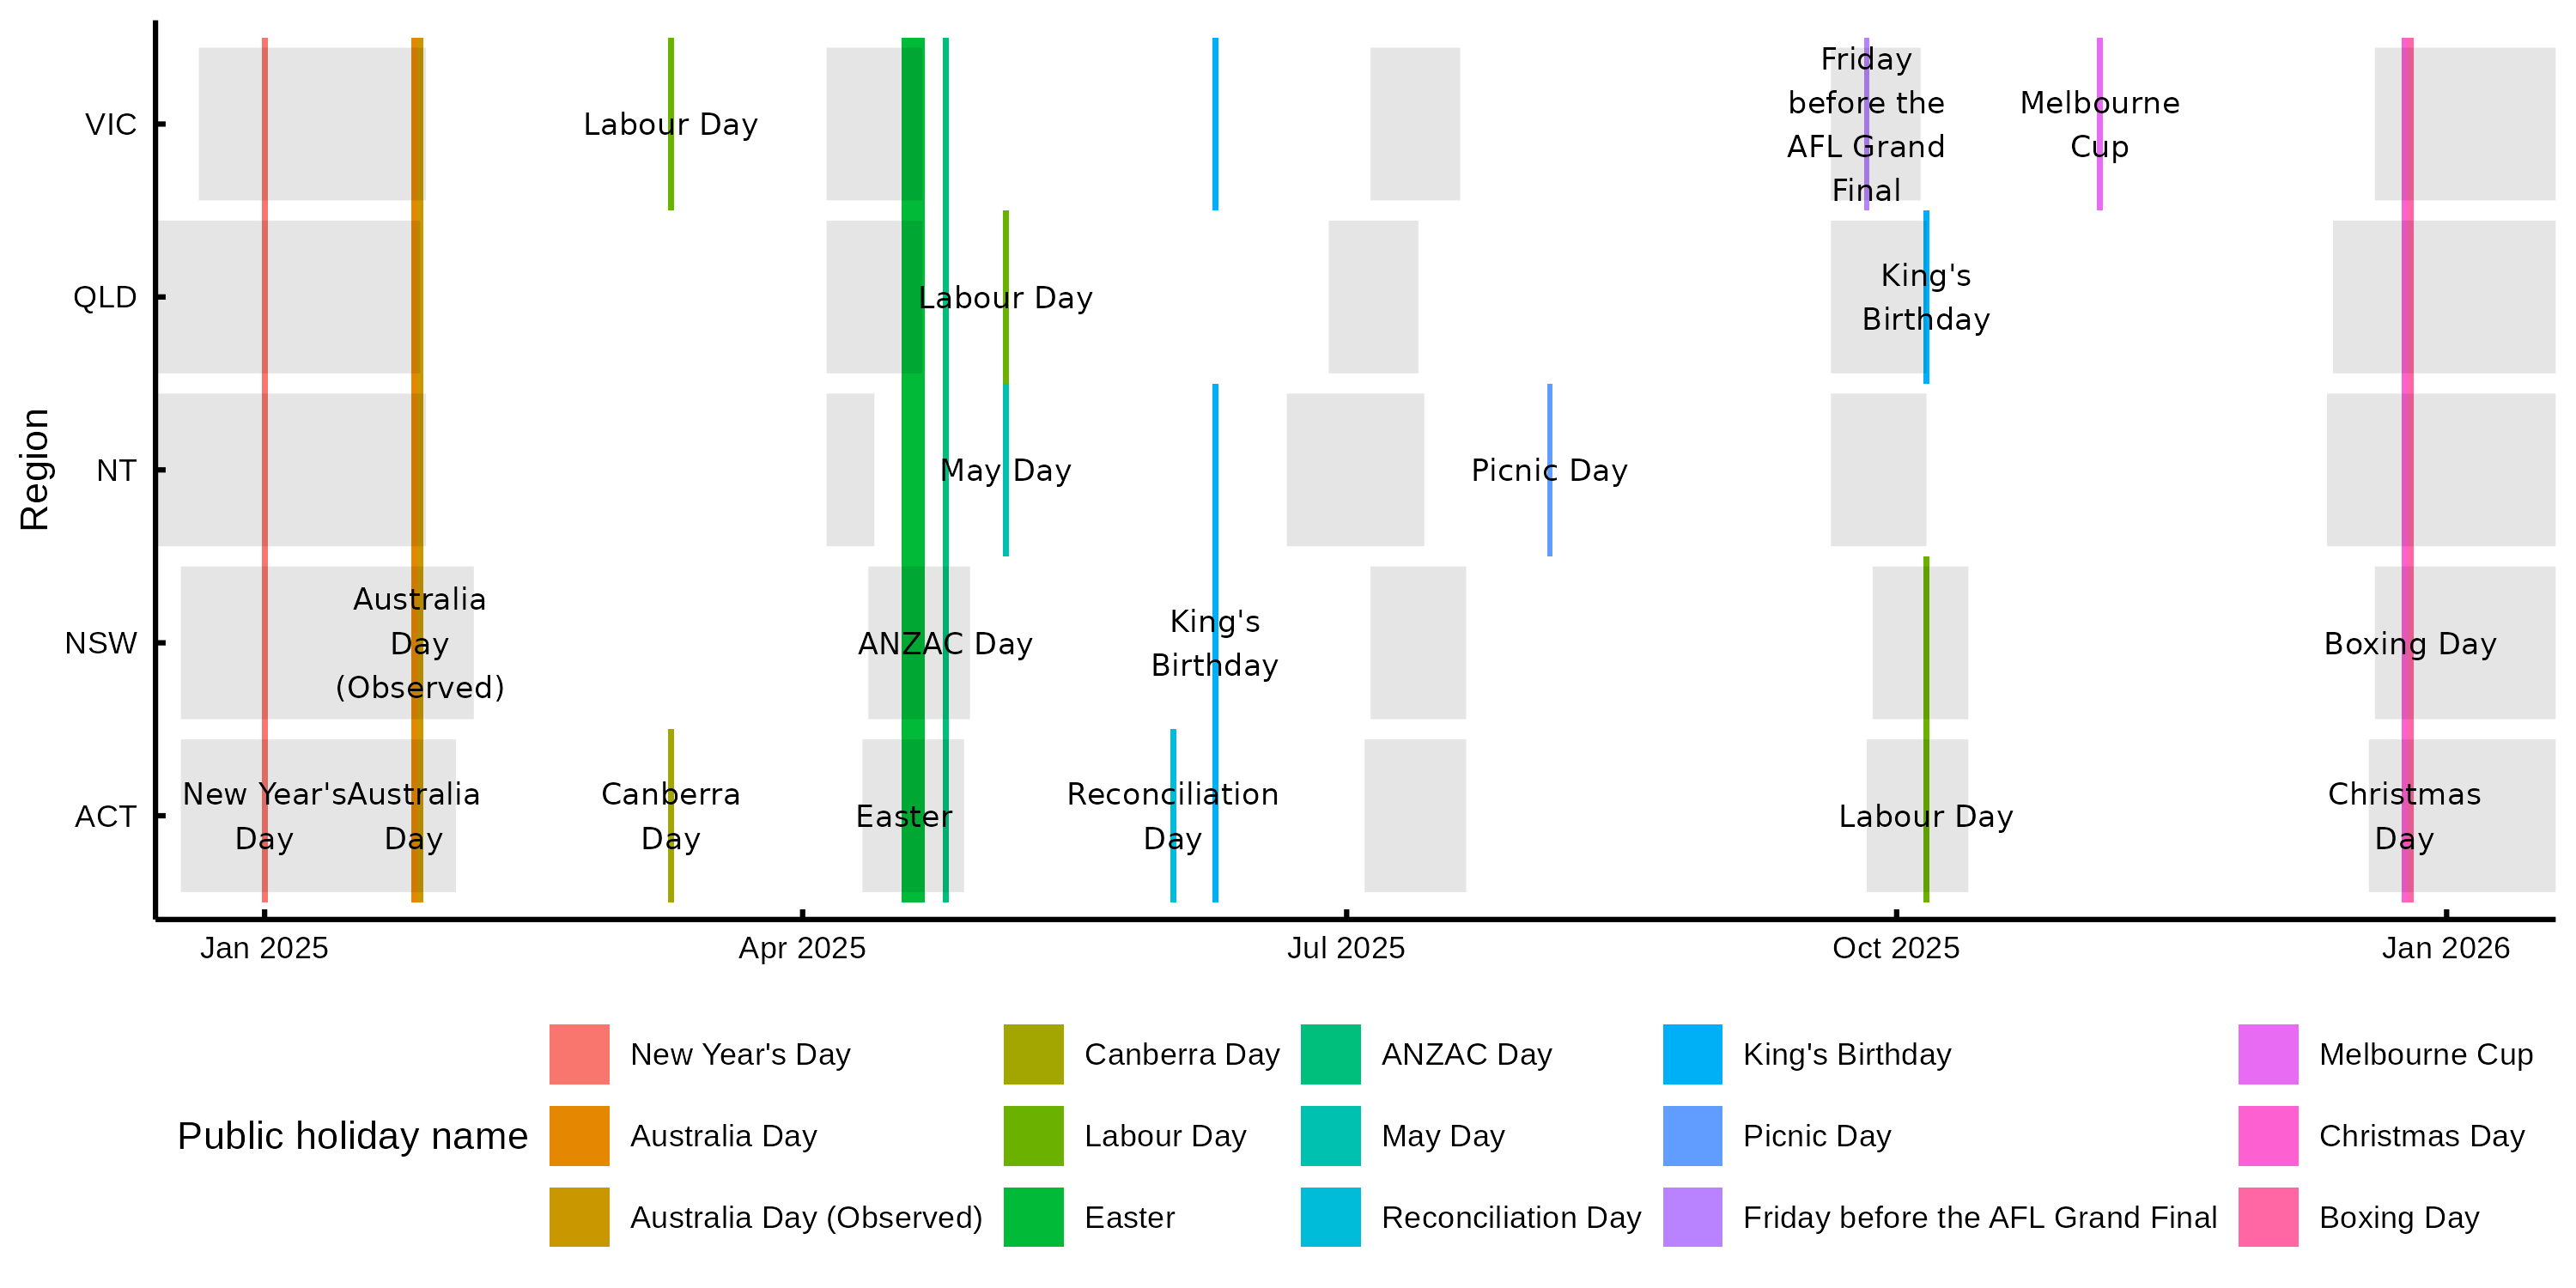 Region
VIC
QLD
NT
NSW
ACT
Labour Day
Friday
before the
AFL Grand
Final
Melbourne
Cup
Labour Day
King's
Birthday
May Day
Picnic Day
Australia
Day
(Observed)
ANZAC Day
King's
Birthday
Boxing Day
New Year's
Day
Australia
Day
Canberra
Day
Easter
Reconciliation
Day
Labour Day
Christmas
Day
Jan 2025
Apr 2025
Jul 2025
Oct 2025
Jan 2026
Public holiday name
New Year's Day
Australia Day
Australia Day (Observed)
Canberra Day
Labour Day
Easter
ANZAC Day
May Day
Reconciliation Day
King's Birthday
Picnic Day
Friday before the AFL Grand Final
Melbourne Cup
Christmas Day
Boxing Day